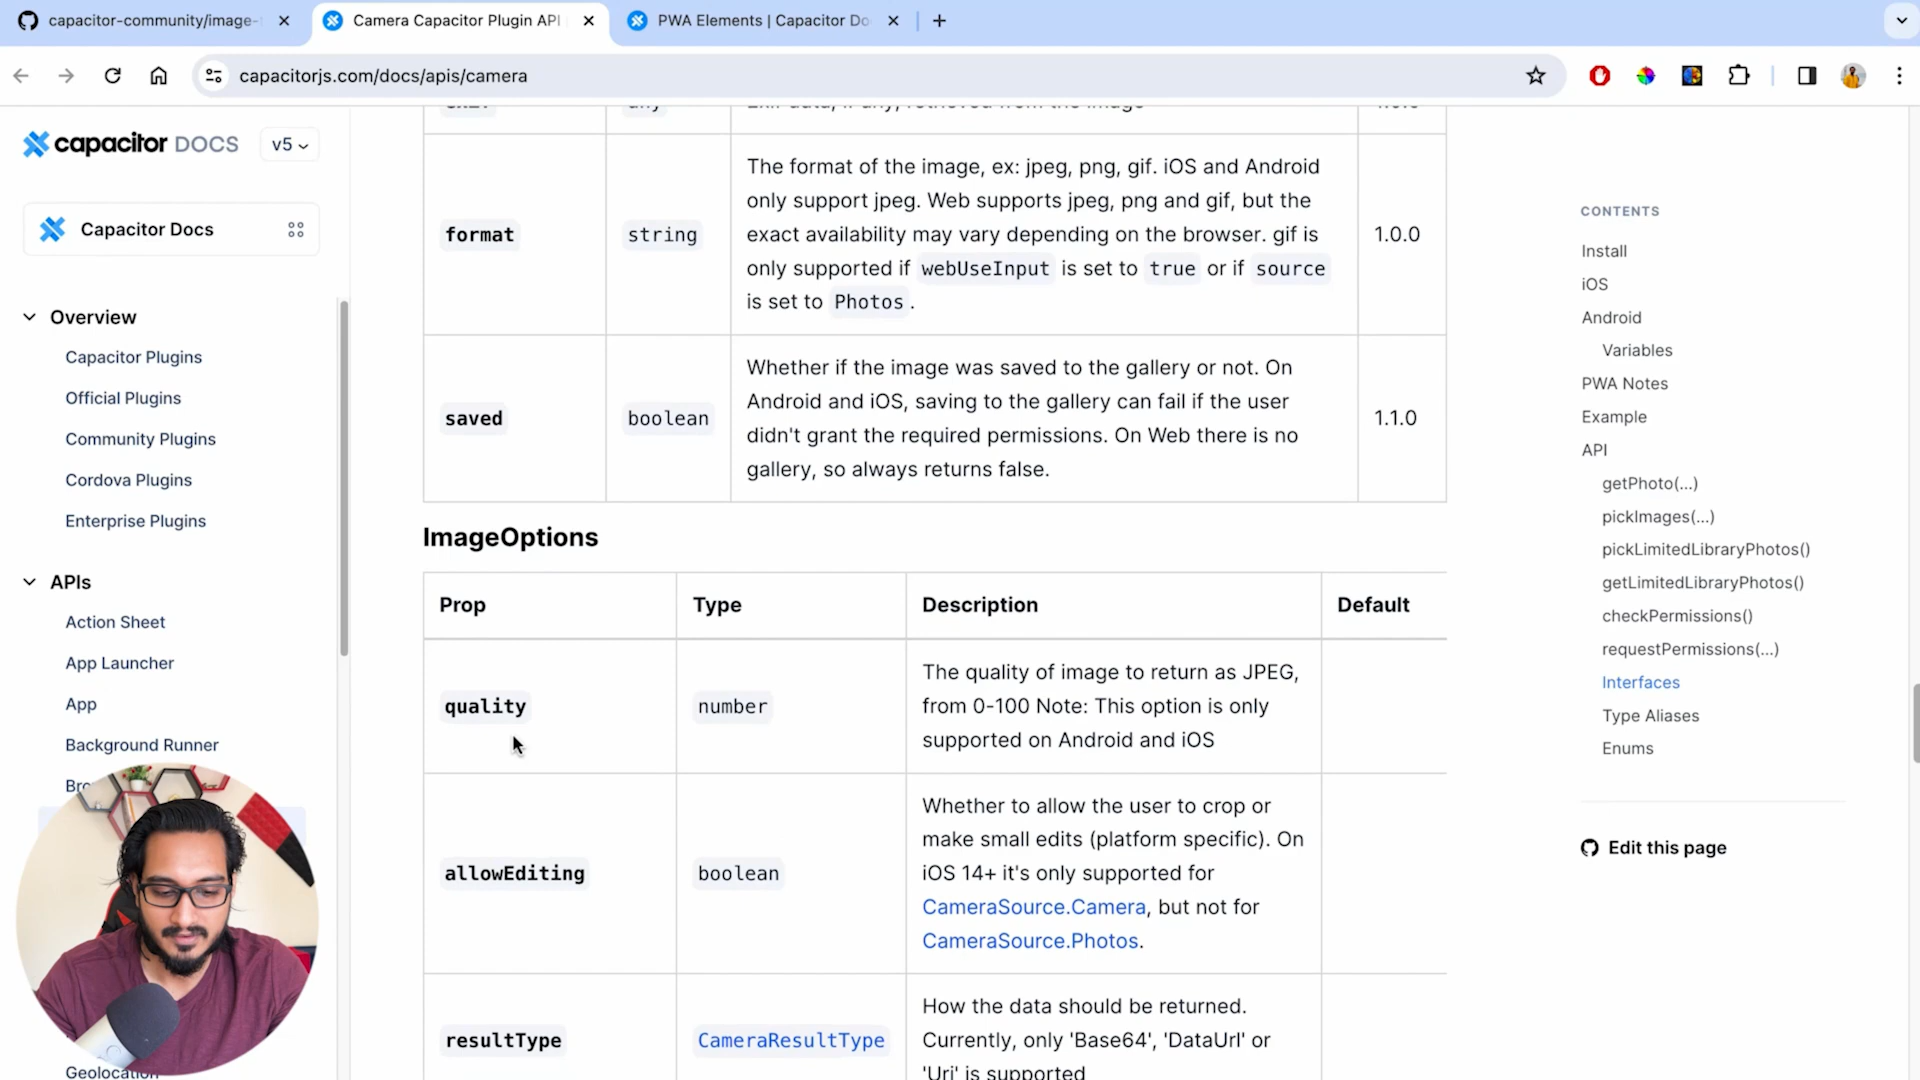 capacitor-community/image-
Camera Capacitor Plugin API
PWA Elements | Capacitor Do
capacitorjs.com/docs/apis/camera
capacitor DOCS
v5
Capacitor Docs
Overview
Capacitor Plugins
Official Plugins
Community Plugins
Cordova Plugins
Enterprise Plugins
APIs
Action Sheet
App Launcher
App
Background Runner
Geolocation
format
string
The format of the image, ex: jpeg, png, gif. iOS and Android
only support jpeg. Web supports jpeg, png and gif, but the
exact availability may vary depending on the browser. gif is
only supported if webUseInput is set to true or if source
is set to Photos.
1.0.0
saved
boolean
Whether if the image was saved to the gallery or not. On
Android and iOS, saving to the gallery can fail if the user
didn't grant the required permissions. On Web there is no
gallery, so always returns false.
1.1.0
ImageOptions
Prop
Type
Description
Default
quality
number
The quality of image to return as JPEG,
from 0-100 Note: This option is only
supported on Android and iOS
allowEditing
boolean
Whether to allow the user to crop or
make small edits (platform specific). On
iOS 14+ it's only supported for
CameraSource.Camera, but not for
CameraSource.Photos.
resultType
CameraResultType
How the data should be returned.
Currently, only 'Base64', 'DataUrl' or
'Uri' is supported
CONTENTS
Install
iOS
Android
Variables
PWA Notes
Example
API
getPhoto(...)
pickImages(...)
pickLimitedLibraryPhotos()
getLimitedLibraryPhotos()
checkPermissions()
requestPermissions(...)
Interfaces
Type Aliases
Enums
Edit this page